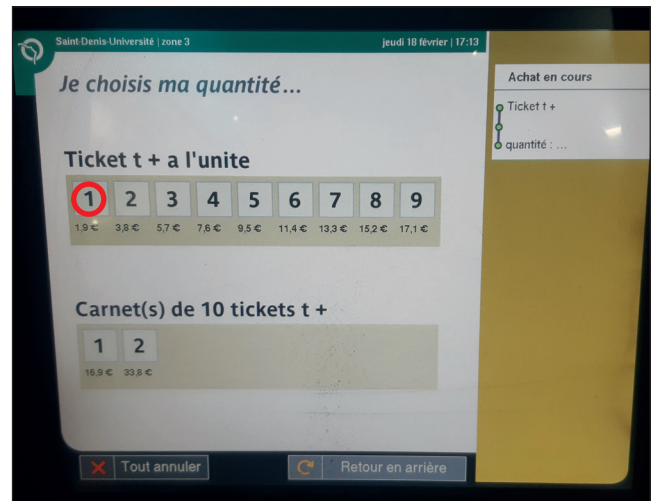 Saint-Denis-Université | zone 3
jeudi 18 février | 17:13
Je choisis ma quantité...
Ticket t + a l'unite
1 2 3 4 5 6 7 8 9
1,9 € 3,8 € 5,7 € 7,6 € 9,5 € 11,4 € 13,3 € 15,2 € 17,1 €
Carnet(s) de 10 tickets t +
1 2
16,9 € 33,8 €
Tout annuler
Retour en arrière
Achat en cours
Ticket t +
quantité : ...